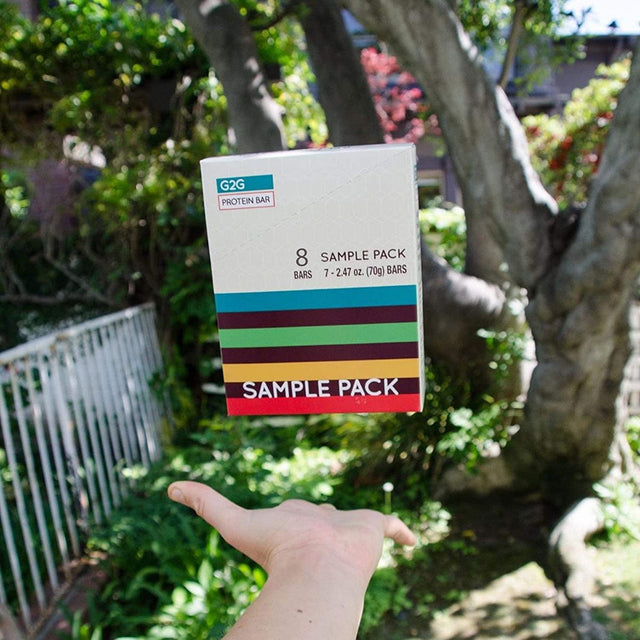 G2G
PROTEIN BAR
8 SAMPLE PACK
BARS 7 - 2.47 oz. (70g) BARS
SAMPLE PACK